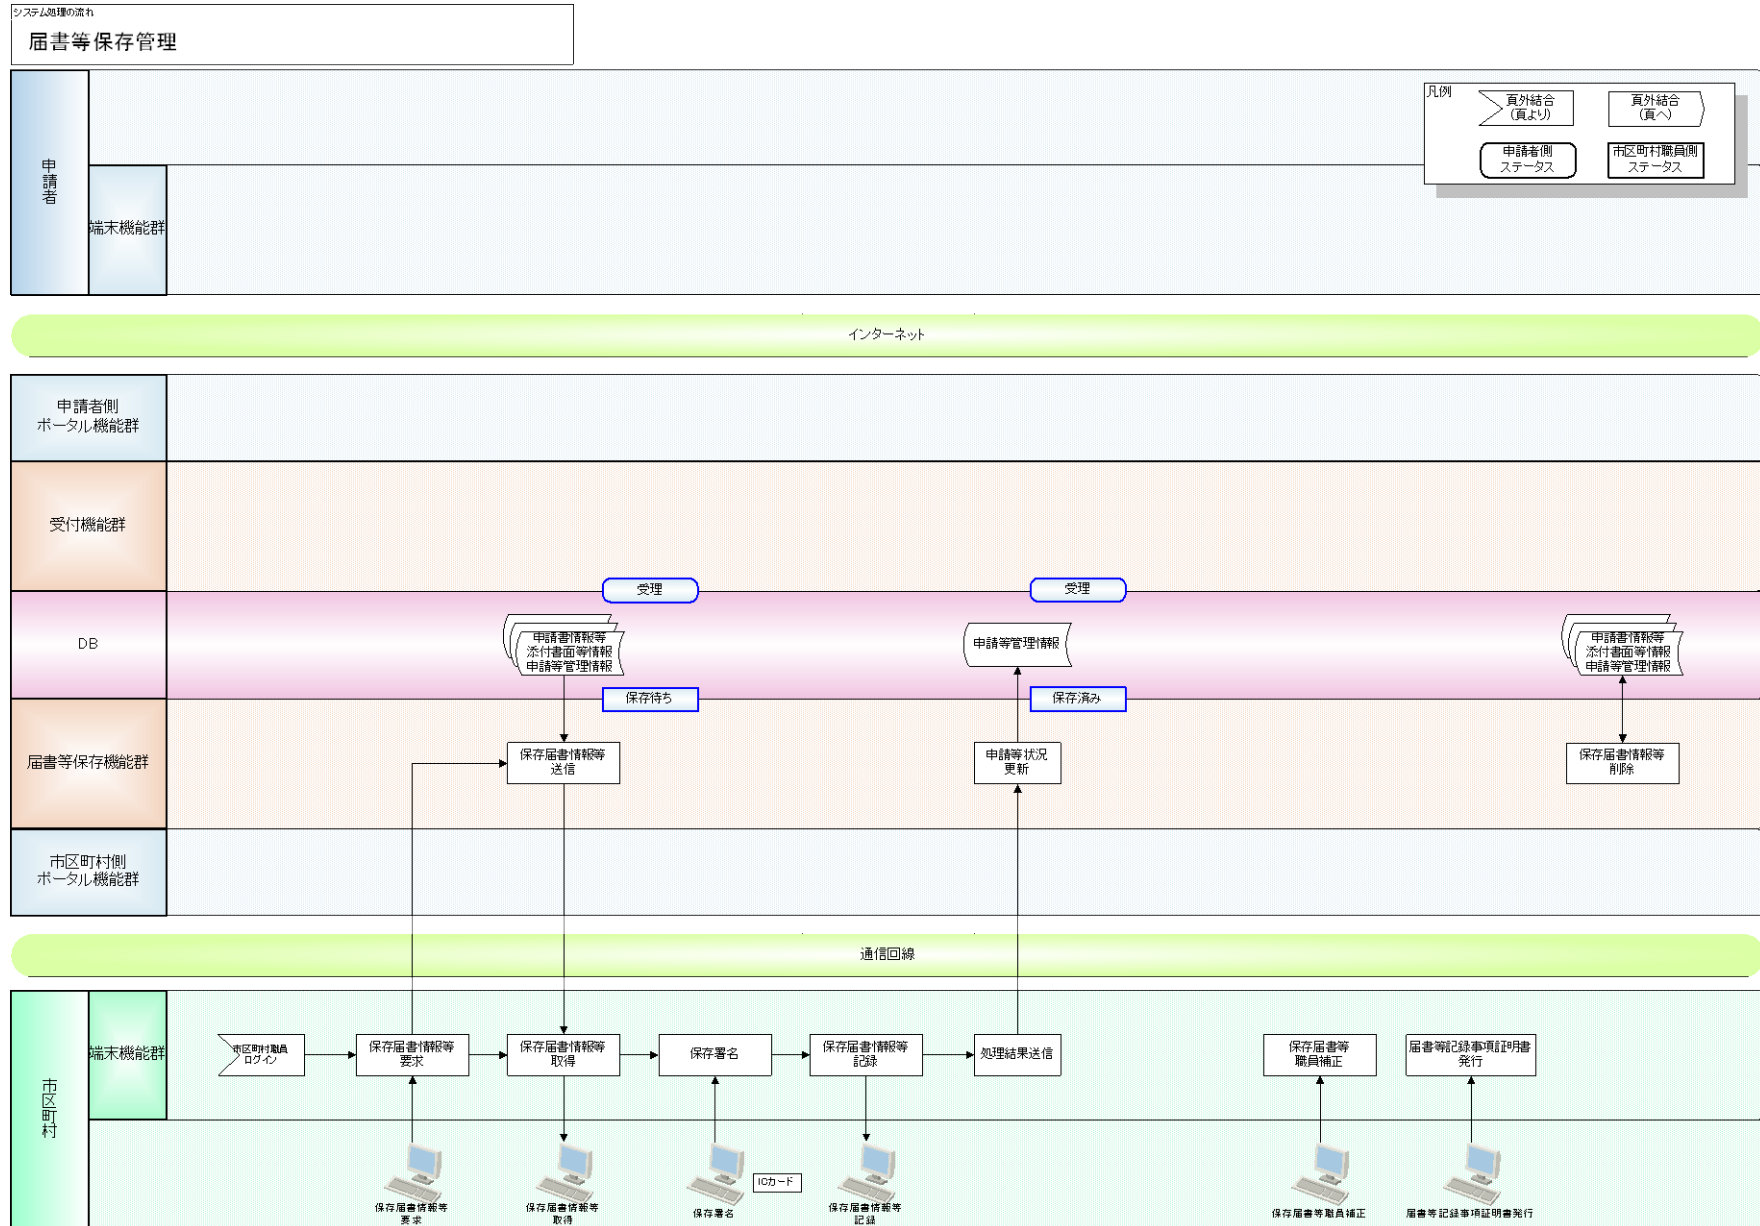 システム処理の流れ
届書等保存管理
凡例
頁外結合
(頁より)
頁外結合
(頁へ)
申請者側
ステータス
市区町村職員側
ステータス
申請者
端末機能群
インターネット
申請者側
ポータル機能群
受付機能群
受理
受理
DB
申請書情報等
添付書面等情報
申請等管理情報
申請等管理情報
申請書情報等
添付書面等情報
申請等管理情報
保存待ち
保存済み
届書等保存機能群
保存届書情報等
送信
申請等状況
更新
保存届書情報等
削除
市区町村側
ポータル機能群
通信回線
市区町村
端末機能群
市区町村職員
ログイン
保存届書情報等
要求
保存届書情報等
取得
保存署名
保存届書情報等
記録
処理結果送信
保存届書等
職員補正
届書等記録事項証明書
発行
保存届書情報等
要求
保存届書情報等
取得
保存署名
ICカード
保存届書情報等
記録
保存届書等職員補正
届書等記録事項証明書発行